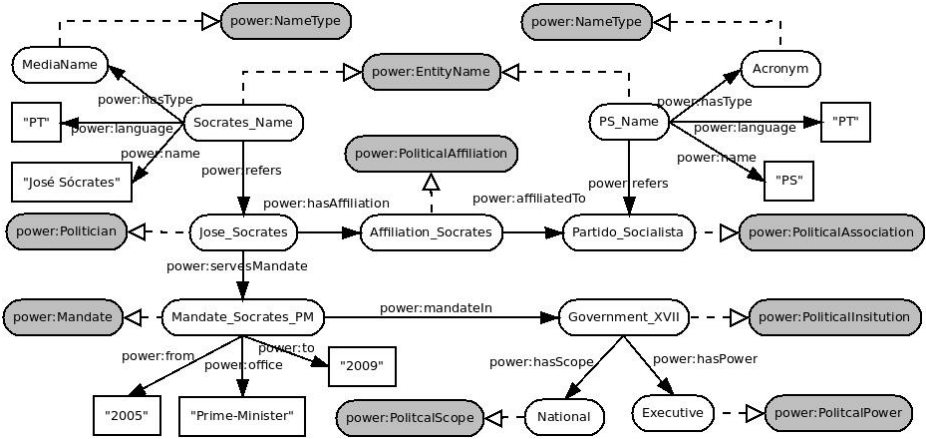 power:NameType
power:NameType
MediaName
power:EntityName
Acronym
power:hasType
power:hasType
"PT"
power:language
Socrates_Name
PS_Name
power:language
"PT"
power:name
power:PoliticalAffiliation
power:name
"José Sócrates"
power:refers
power:refers
"PS"
power:hasAffiliation
power:affiliatedTo
power:Politician
Jose_Socrates
Affiliation_Socrates
Partido_Socialista
power:PoliticalAssociation
power:servesMandate
power:Mandate
Mandate_Socrates_PM
power:mandateIn
Government_XVII
power:PoliticalInsitution
power:from
power:office
power:to
"2009"
power:hasScope
power:hasPower
"2005"
"Prime-Minister"
power:PolitcalScope
National
Executive
power:PolitcalPower